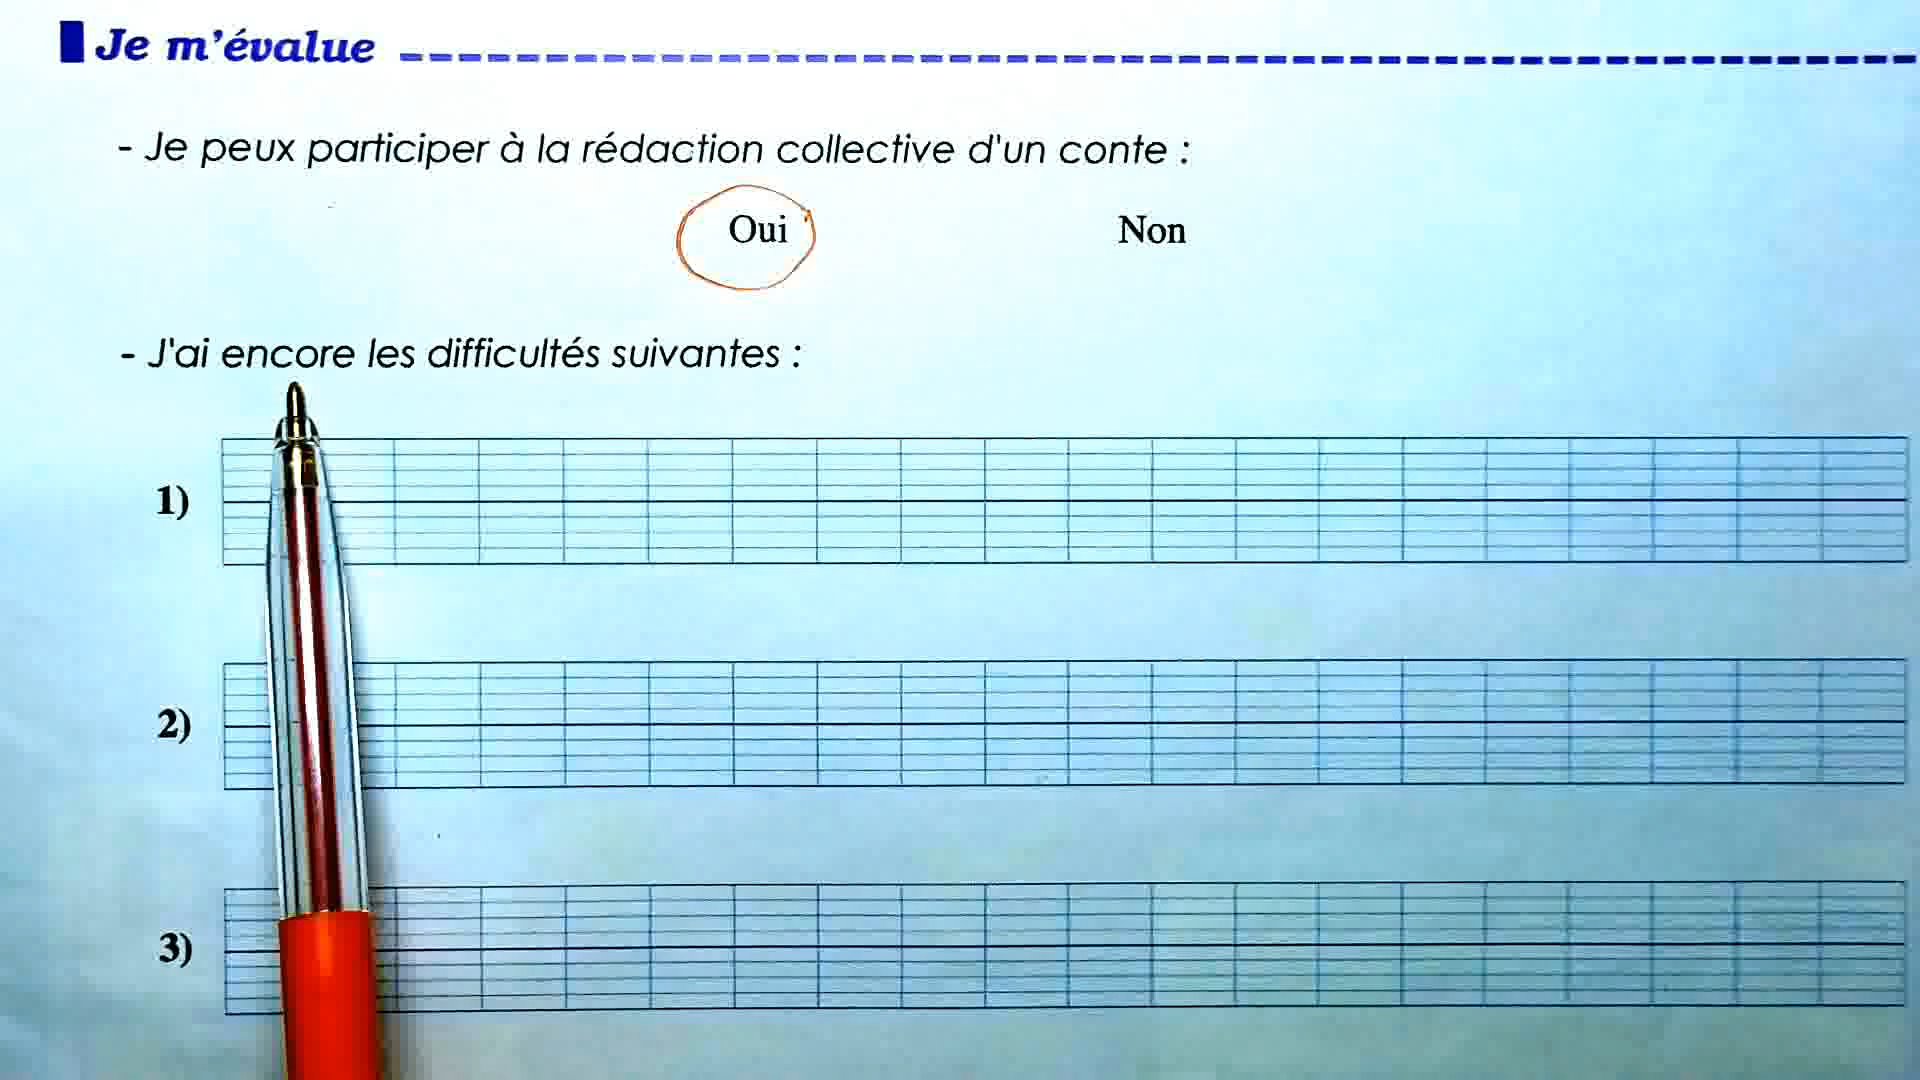 Je m'évalue
- Je peux participer à la rédaction collective d'un conte :
Oui Non
- J'ai encore les difficultés suivantes :
1)
2)
3)